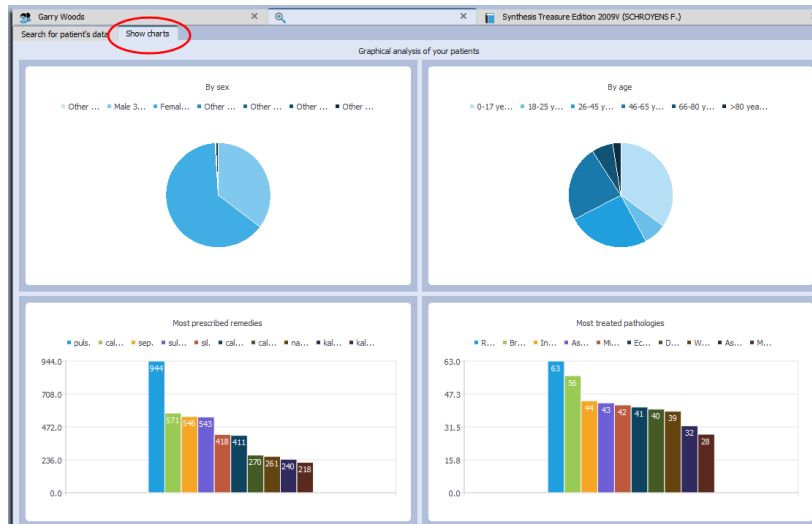 Garry Woods
Synthesis Treasure Edition 2009V (SCHROYENS F.)
Search for patient's data
Show charts
Graphical analysis of your patients
By sex
Other ... Male 3... Femal... Other ... Other ... Other ... Other ...
By age
0-17 ye... 18-25 y... 26-45 y... 46-65 y... 66-80 y... >80 yea...
Most prescribed remedies
puls. cal... sep. sul... sil. cal... cal... na... kal... kal...
944.0
708.0
472.0
236.0
0.0
944
571
546
543
418
411
270
261
240
218
Most treated pathologies
R... Br... In... As... Mi... Ec... D... W... As... M...
63.0
47.3
31.5
15.8
0.0
63
56
44
43
42
41
40
39
32
28